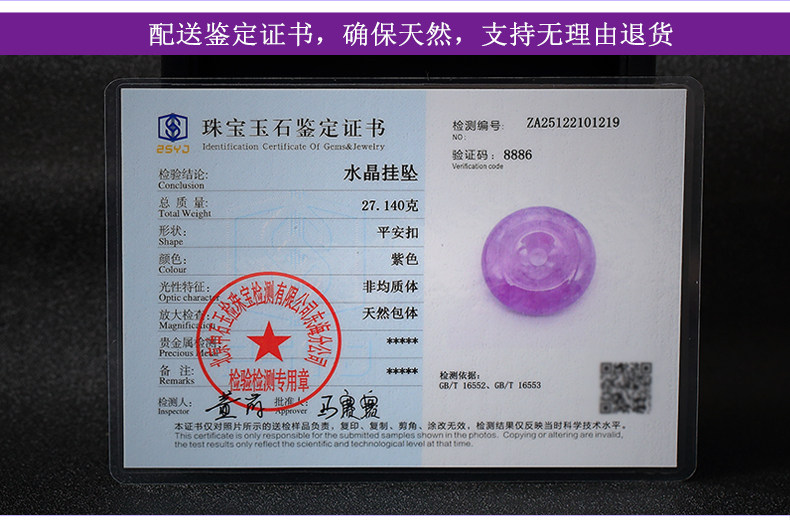 配送鉴定证书，确保天然，支持无理由退货
ZSYJ
珠宝玉石鉴定证书
Identification Certificate Of Gems&Jewelry
检验结论: 水晶挂坠
Conclusion
总 质 量: 27.140克
Total Weight
形状: 平安扣
Shape
颜色: 紫色
Colour
光性特征: 非均质体
Optic character
放大检查: 天然包体
Magnification
贵金属检测: *****
Precious Metal
备 注: *****
Remarks
检测人:
Inspector
批准人:
Approver
检验检测专用章
检测编号: ZA25122101219
NO:
验证码: 8886
Verification code
检测依据:
GB/T 16552、GB/T 16553
本证书仅对照片所示的送检样品负责，复印、复制、剪角、涂改无效，检测结果仅反映当时科学技术水平。
This certificate is only responsible for the submitted samples shown in the photos. Copying or altering are invalid,
the test results only reflect the scientific and technological level at that time.